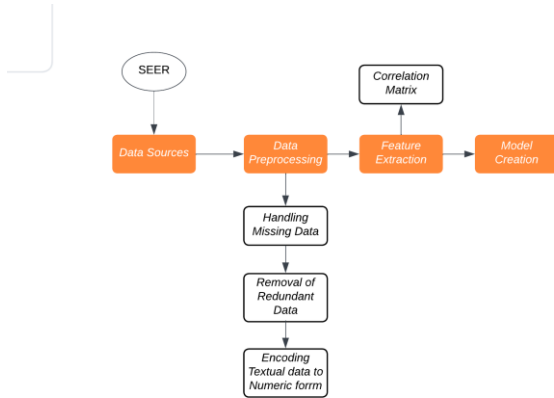 SEER
Correlation
Matrix
Data Sources
Data
Preprocessing
Feature
Extraction
Model
Creation
Handling
Missing Data
Removal of
Redundant
Data
Encoding
Textual data to
Numeric forrm